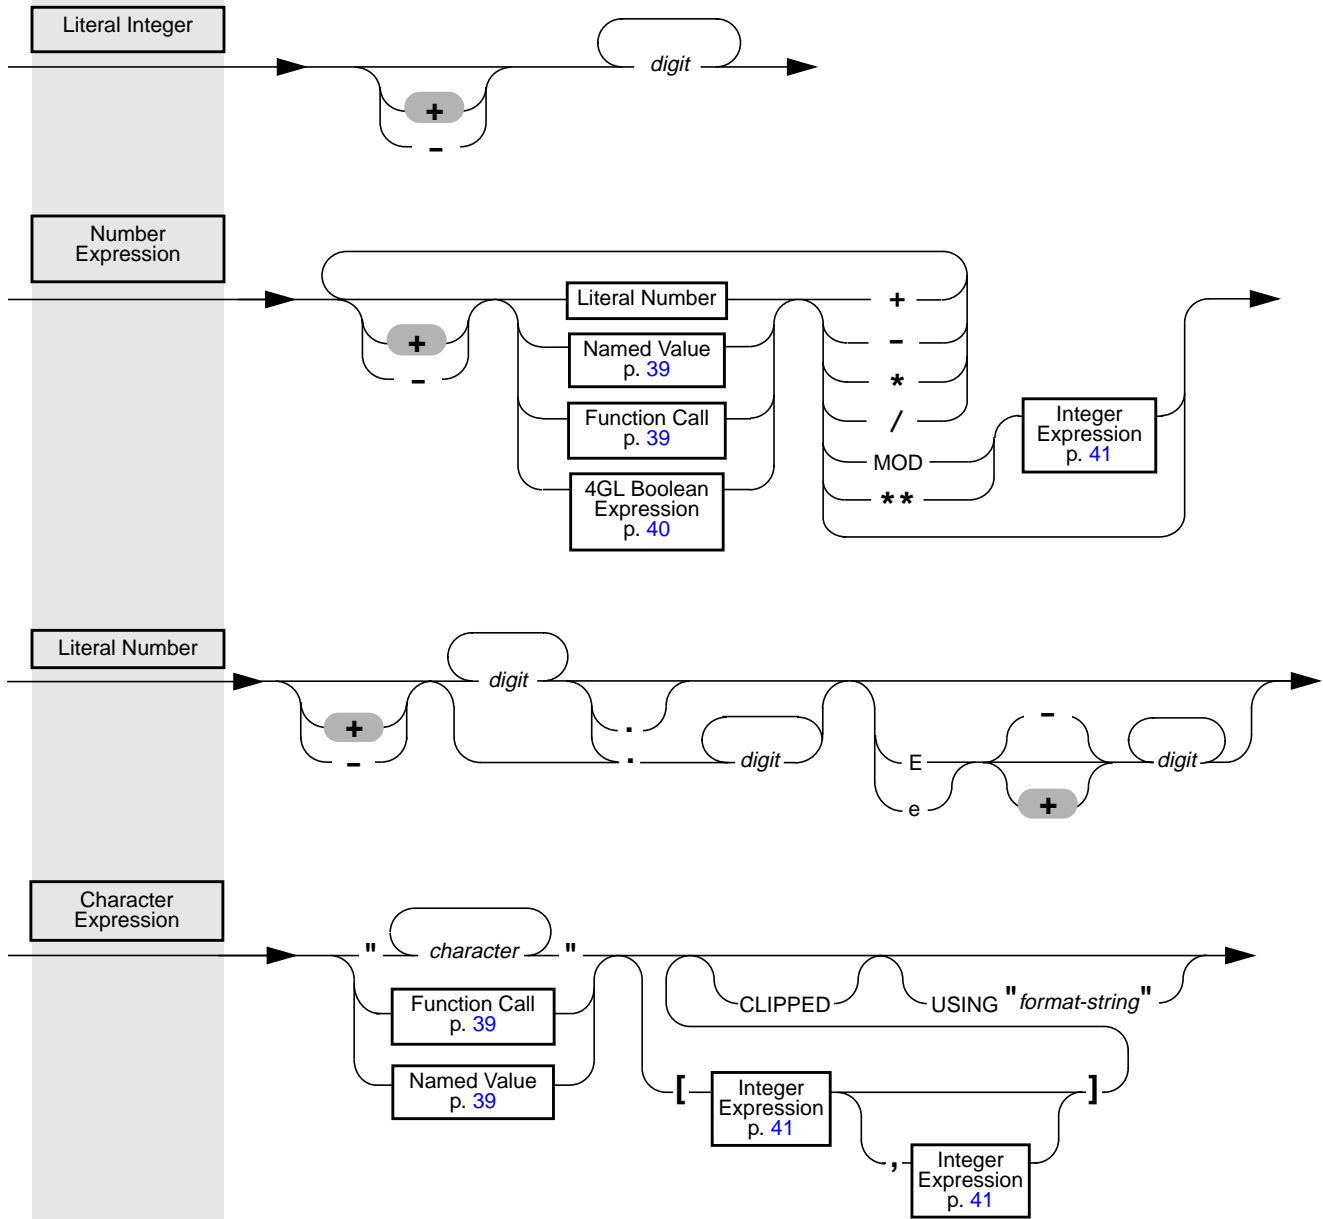 Literal Integer
digit
+
-
Number
Expression
Literal Number
+
+
Named Value
p. 39
-
-
*
Function Call
p. 39
/
Integer
Expression
p. 41
MOD
4GL Boolean
Expression
p. 40
**
Literal Number
digit
+
-
.
.
digit
E
e
-
+
digit
Character
Expression
" character "
Function Call
p. 39
CLIPPED
USING "format-string"
Named Value
p. 39
[
Integer
Expression
p. 41
]
,
Integer
Expression
p. 41